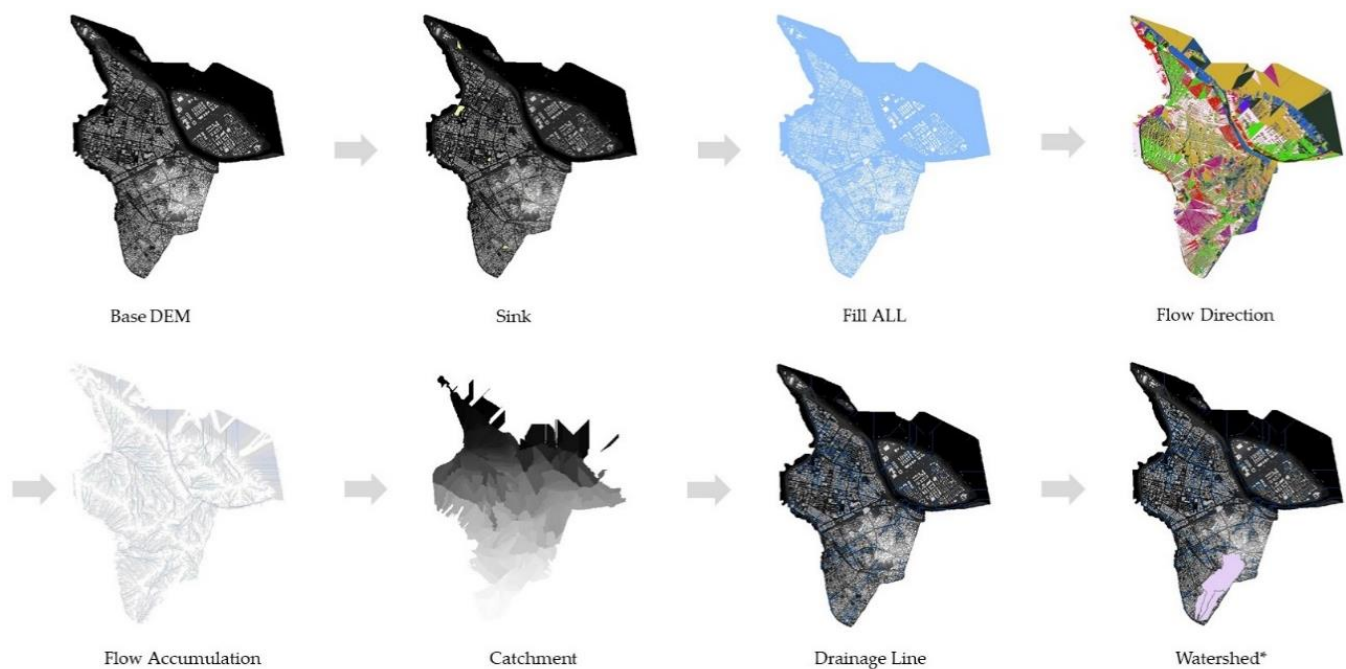 Base DEM
Sink
Fill ALL
Flow Direction
Flow Accumulation
Catchment
Drainage Line
Watershed*